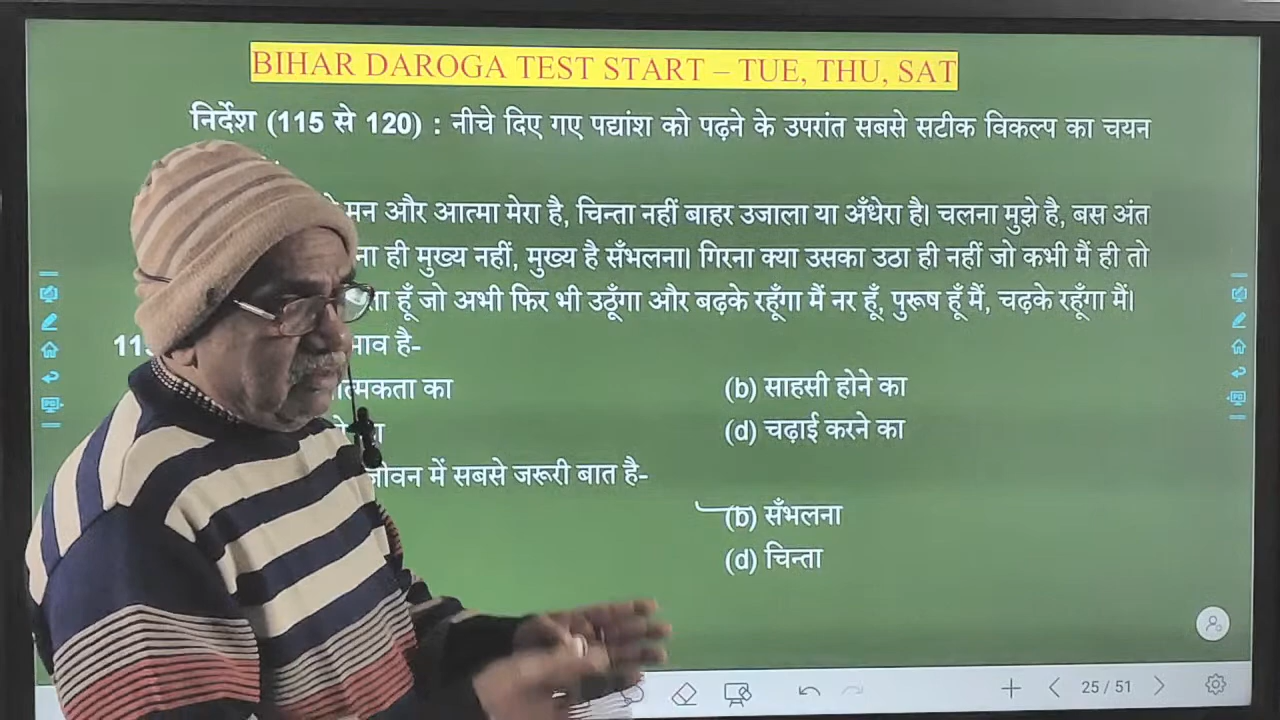 BIHAR DAROGA TEST START – TUE, THU, SAT
निर्देश (115 से 120) : नीचे दिए गए पद्यांश को पढ़ने के उपरांत सबसे सटीक विकल्प का चयन
मन और आत्मा मेरा है, चिन्ता नहीं बाहर उजाला या अँधेरा है। चलना मुझे है, बस अंत
ही मुख्य नहीं, मुख्य है सँभलना। गिरना क्या उसका उठा ही नहीं जो कभी मैं ही तो
हूँ जो अभी फिर भी उठूँगा और बढ़के रहूँगा मैं नर हूँ, पुरूष हूँ मैं, चढ़के रहूँगा मैं।
है-
का
(b) साहसी होने का
(d) चढ़ाई करने का
जीवन में सबसे जरूरी बात है-
(b) सँभलना
(d) चिन्ता
25 / 51